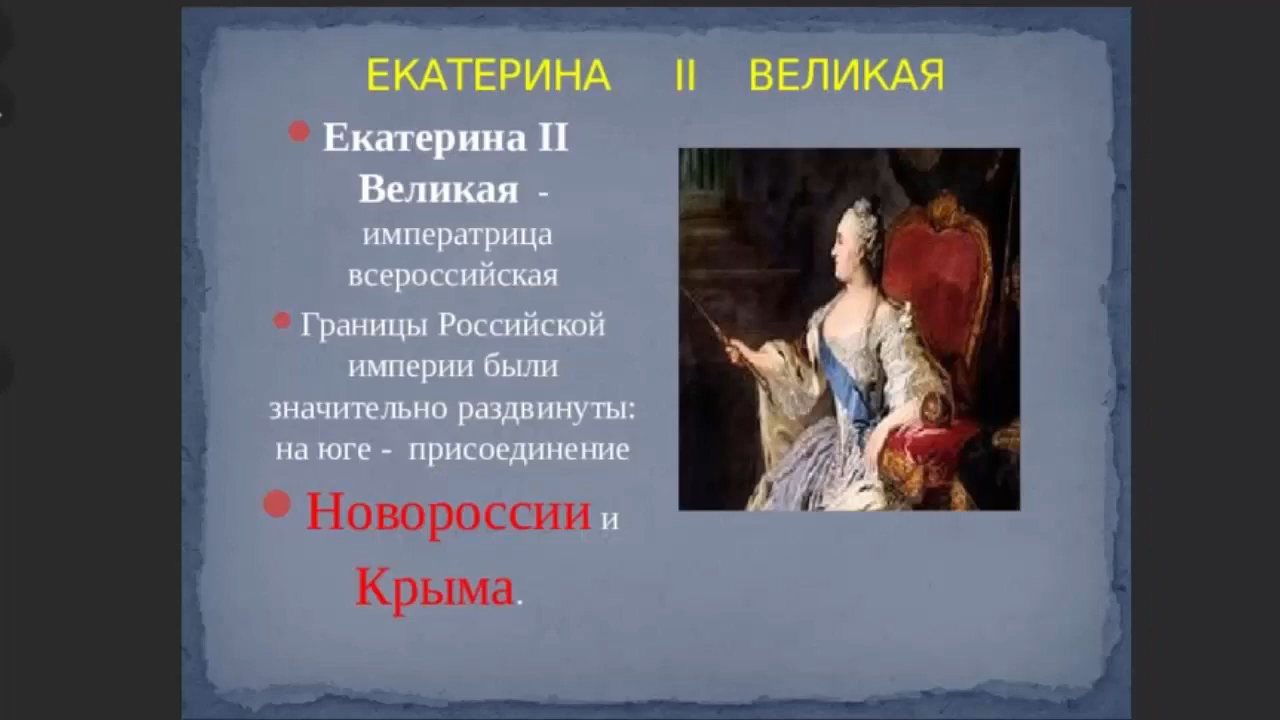 ЕКАТЕРИНА II ВЕЛИКАЯ
Екатерина II
Великая -
императрица
всероссийская
Границы Российской
империи были
значительно раздвинуты:
на юге - присоединение
Новороссии и
Крыма.